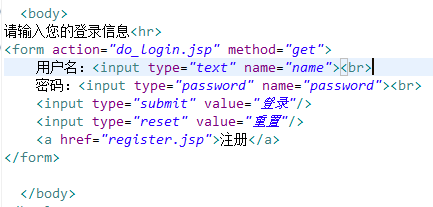 <body>
请输入您的登录信息<hr>
<form action="do_login.jsp" method="get">
用户名：<input type="text" name="name"><br>
密码：<input type="password" name="password"><br>
<input type="submit" value="登录"/>
<input type="reset" value="重置"/>
<a href="register.jsp">注册</a>
</form>
</body>